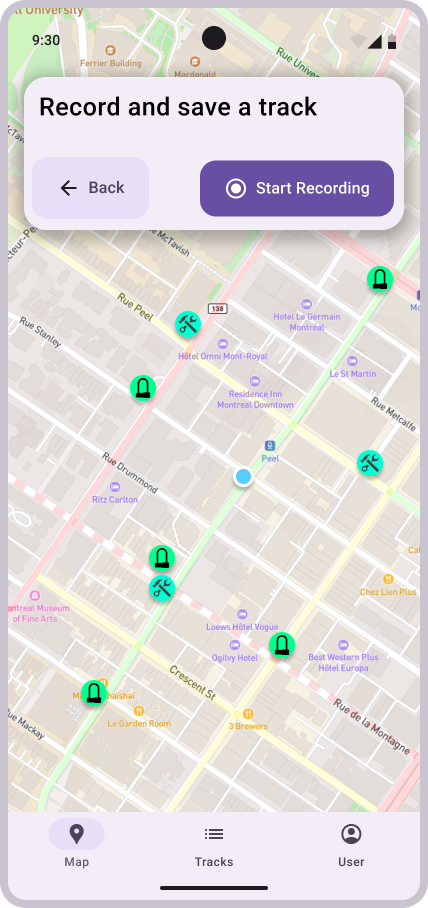 ll University
9:30
Ferrier Building
Macdonald
Rue Univer
Record and save a track
Back
Start Recording
McTavish
138
Rue Peel
Hotel Le Germain
Montréal
Rue Stanley
Hôtel Omni Mont-Royal
Le St Martin
Residence Inn
Montreal Downtown
Rue Metcalfe
Peel
Rue Drummond
Ritz Carlton
Chez Lien Plus
ontreal Museum
of Fine Arts
Loews Hôtel Vogue
Ogilvy Hotel
Best Western Plus
Hôtel Europa
Crescent St
Le Garden Room
3 Brewers
Rue Mackay
Rue de la Montagne
Map
Tracks
User